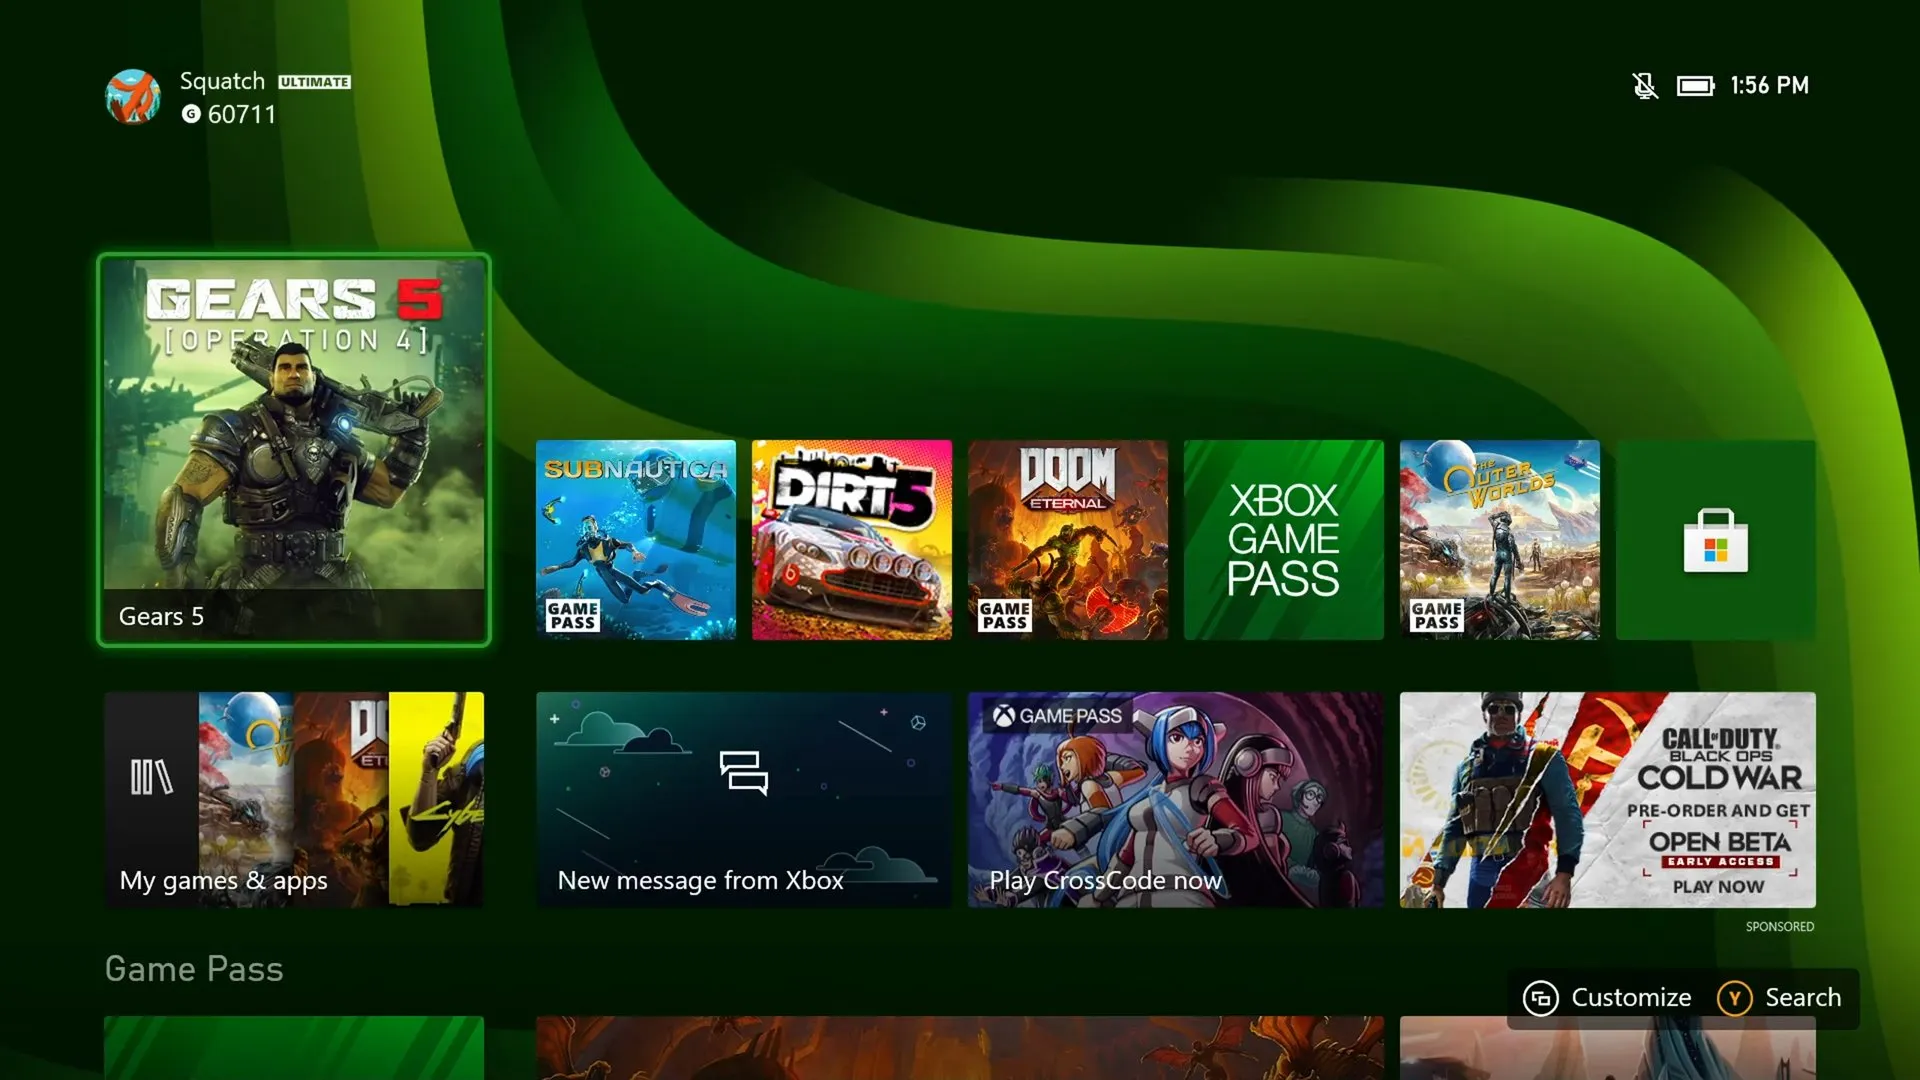 Squatch ULTIMATE
G 60711
1:56 PM
GEARS 5
[OPERATION 4]
Gears 5
SUBNAUTICA
GAME
PASS
DIRT 5
DOOM
ETERNAL
GAME
PASS
XBOX
GAME
PASS
THE
OUTER
WORLDS
GAME
PASS
My games & apps
New message from Xbox
GAME PASS
Play CrossCode now
CALL OF DUTY
BLACK OPS
COLD WAR
PRE-ORDER AND GET
OPEN BETA
EARLY ACCESS
PLAY NOW
SPONSORED
Game Pass
Customize
Y Search